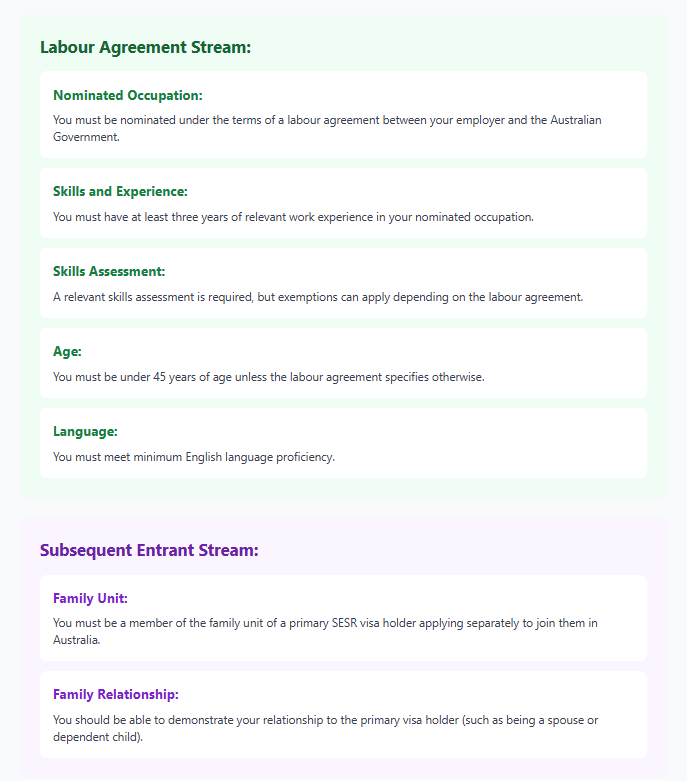 Labour Agreement Stream:
Nominated Occupation:
You must be nominated under the terms of a labour agreement between your employer and the Australian
Government.
Skills and Experience:
You must have at least three years of relevant work experience in your nominated occupation.
Skills Assessment:
A relevant skills assessment is required, but exemptions can apply depending on the labour agreement.
Age:
You must be under 45 years of age unless the labour agreement specifies otherwise.
Language:
You must meet minimum English language proficiency.
Subsequent Entrant Stream:
Family Unit:
You must be a member of the family unit of a primary SESR visa holder applying separately to join them in
Australia.
Family Relationship:
You should be able to demonstrate your relationship to the primary visa holder (such as being a spouse or
dependent child).